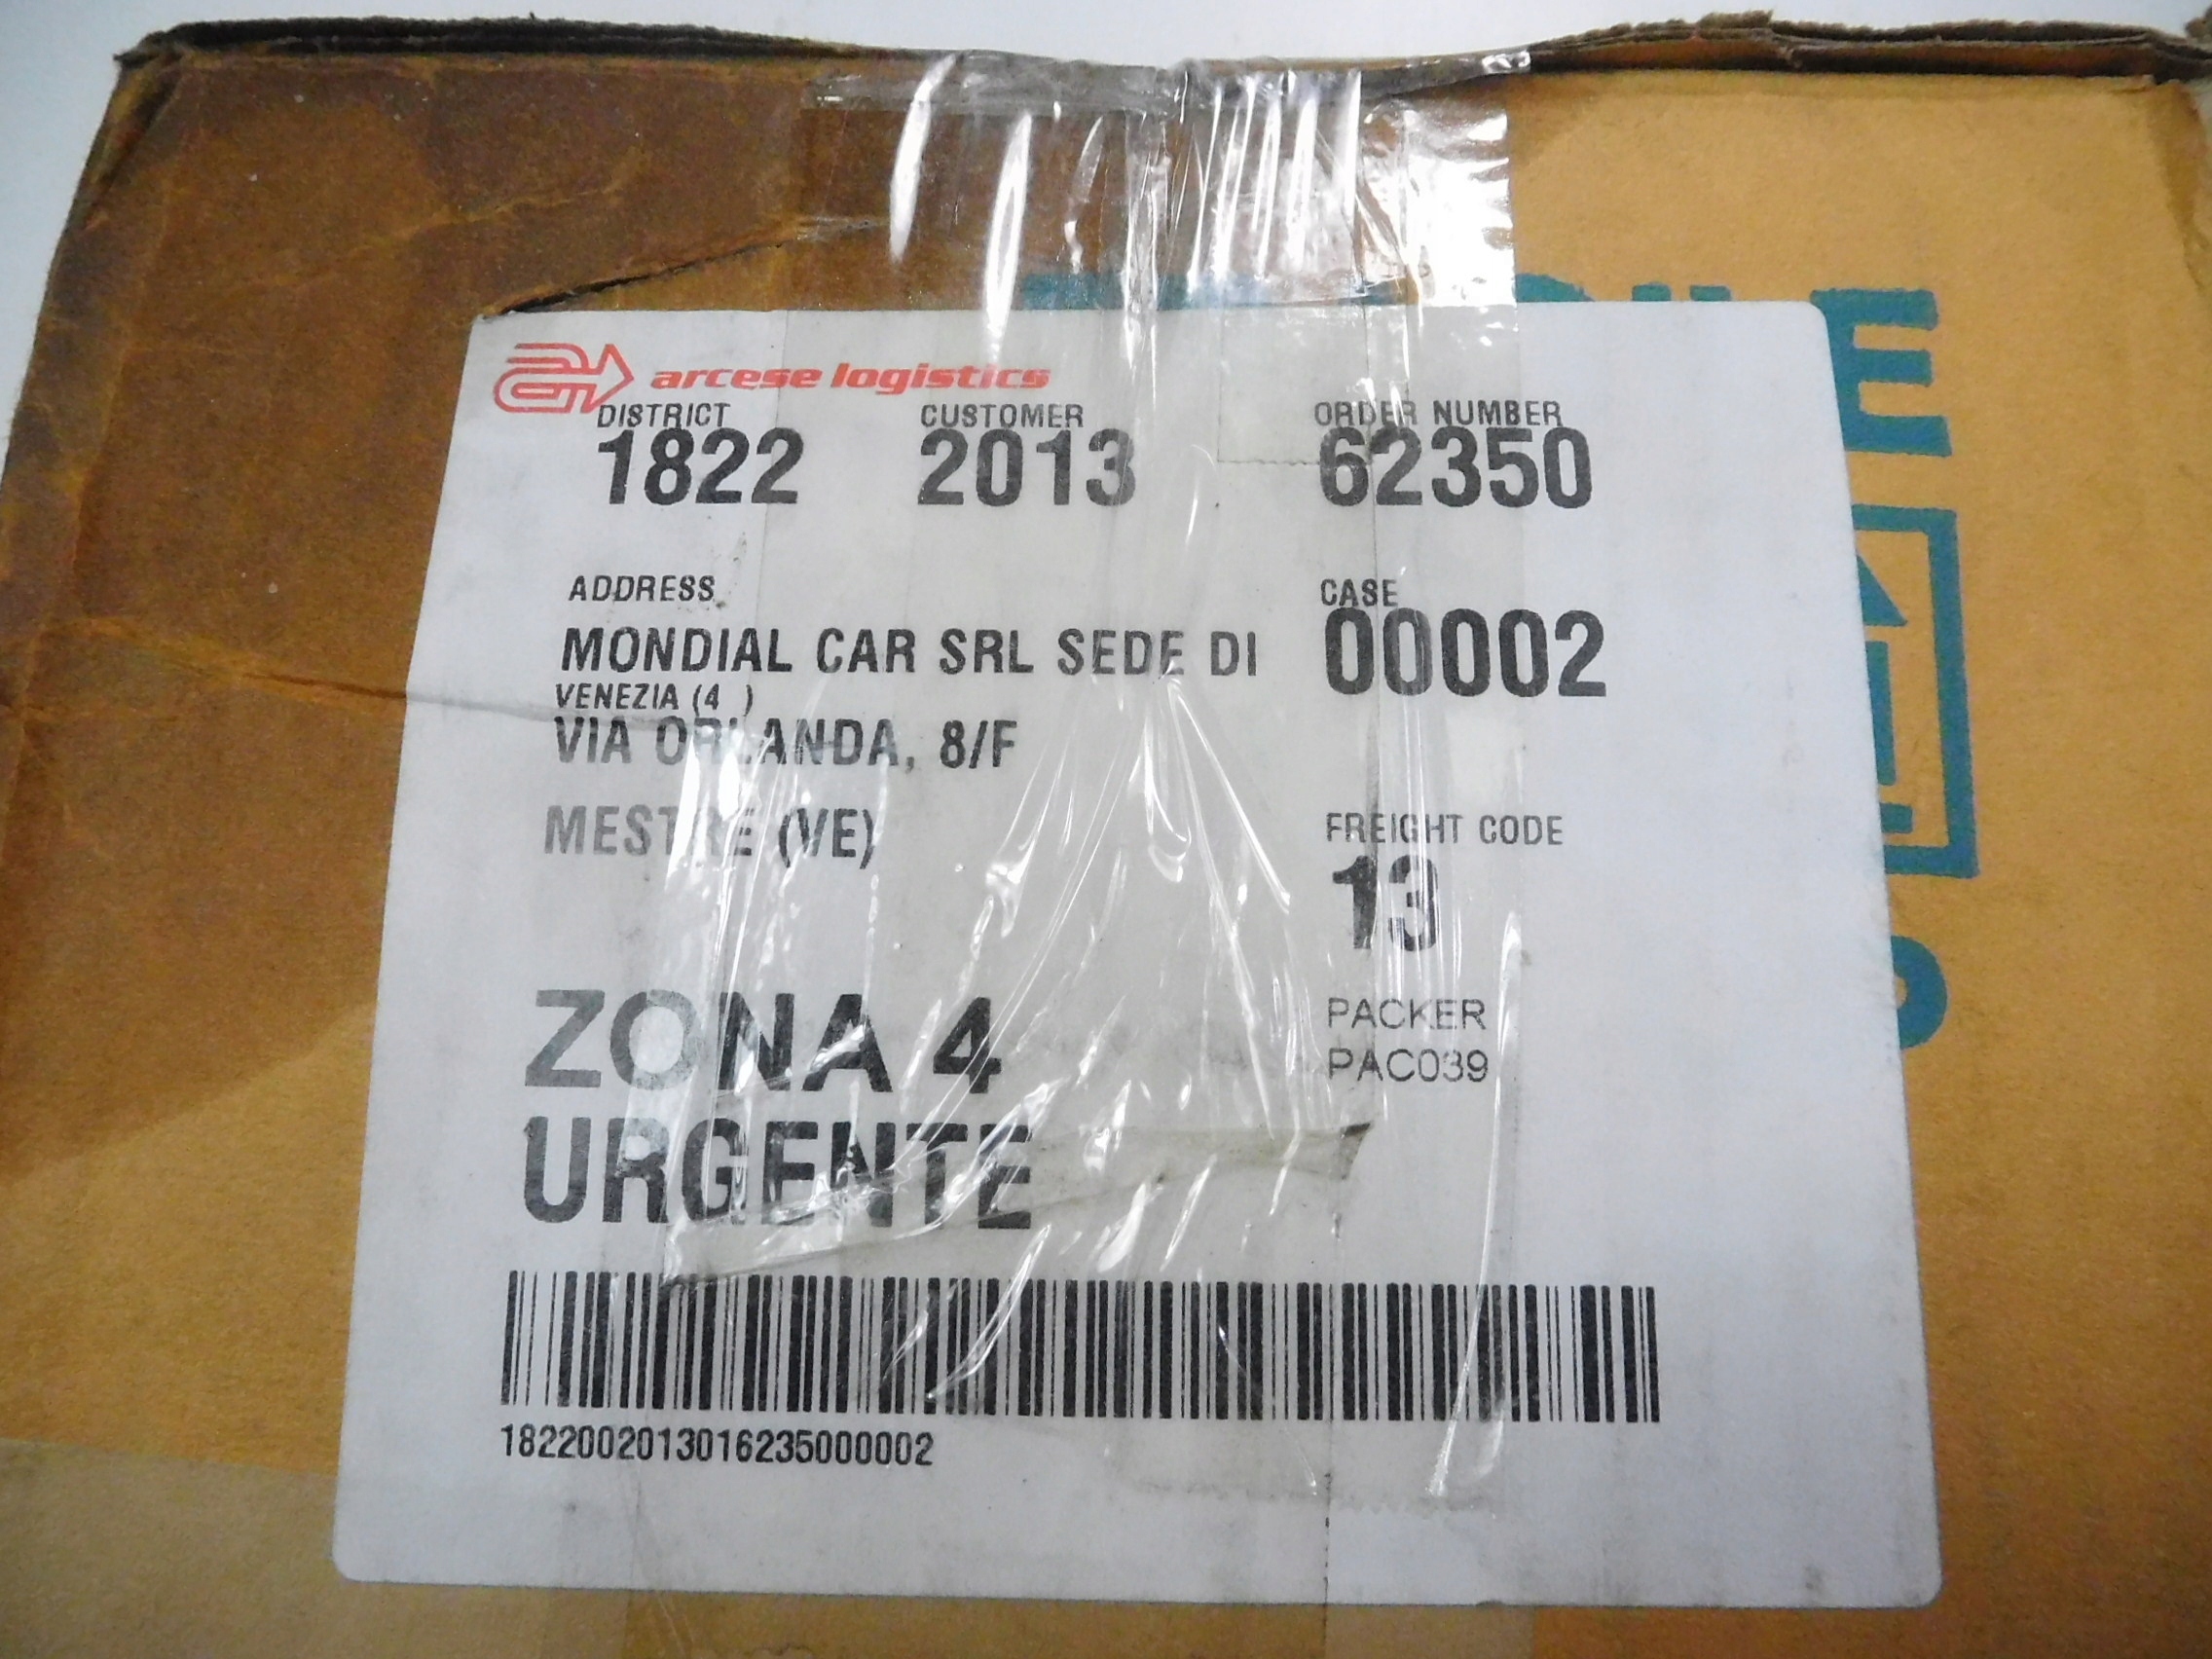 arcese logistics
DISTRICT CUSTOMER ORDER NUMBER
1822 2013 62350
ADDRESS CASE
MONDIAL CAR SRL SEDE DI 00002
VENEZIA (4 )
VIA ORLANDA, 8/F
MESTRE (VE) FREIGHT CODE
13
ZONA 4 PACKER
PAC039
URGENTE
1822002013016235000002